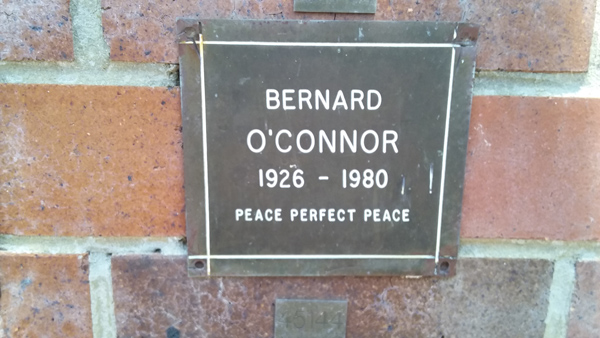 BERNARD
O'CONNOR
1926 - 1980
PEACE PERFECT PEACE